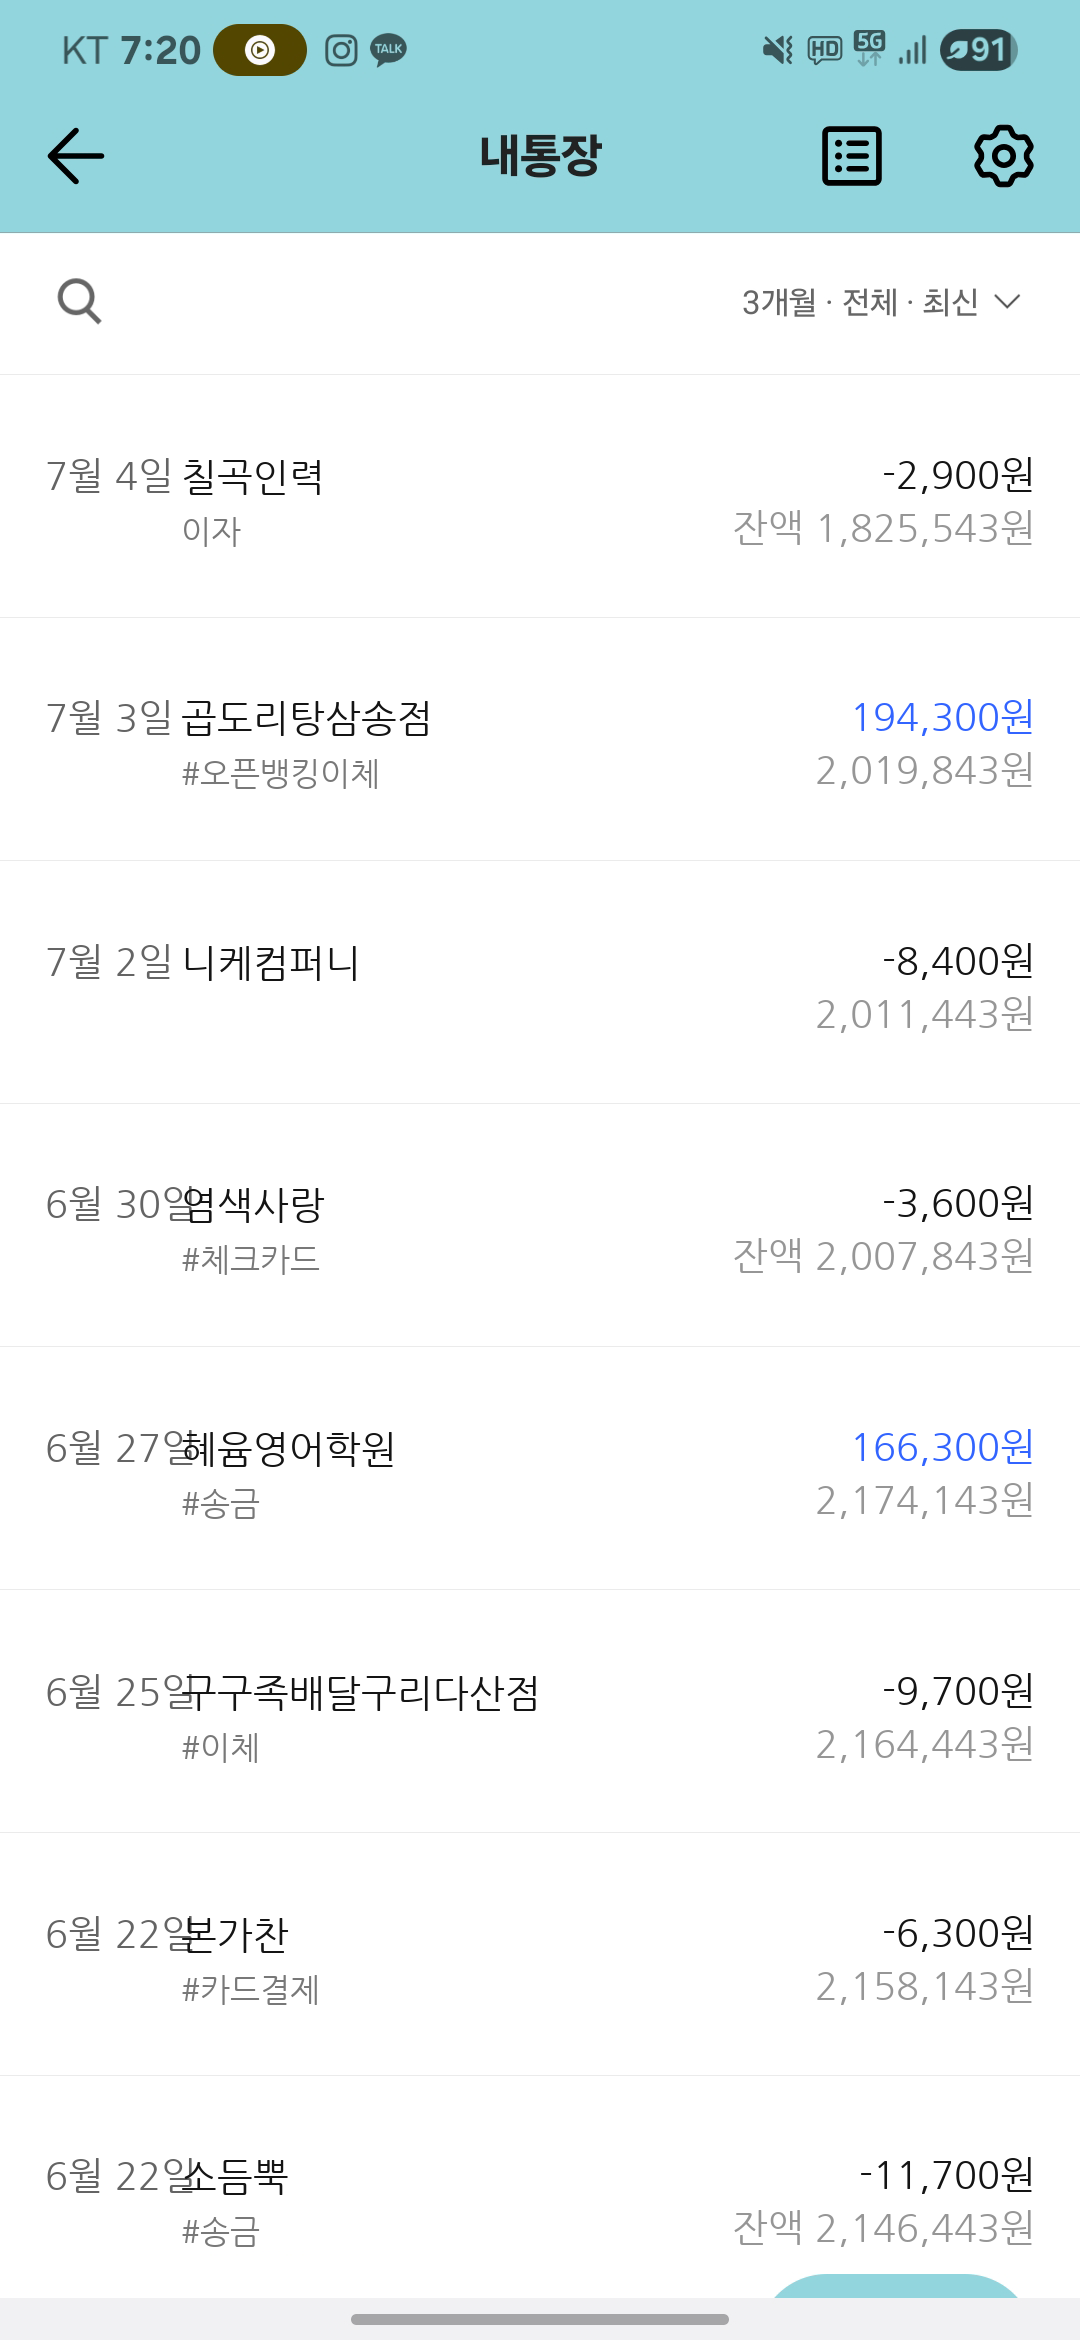 KT 7:20 TALK HD 5G 91
내통장
3개월 · 전체 · 최신
7월 4일 칠곡인력 -2,900원
이자 잔액 1,825,543원
7월 3일 곱도리탕삼송점 194,300원
#오픈뱅킹이체 2,019,843원
7월 2일 니케컴퍼니 -8,400원
2,011,443원
6월 30일 염색사랑 -3,600원
#체크카드 잔액 2,007,843원
6월 27일 혜윰영어학원 166,300원
#송금 2,174,143원
6월 25일 구구족배달구리다산점 -9,700원
#이체 2,164,443원
6월 22일 본가찬 -6,300원
#카드결제 2,158,143원
6월 22일 소듬뿍 -11,700원
#송금 잔액 2,146,443원